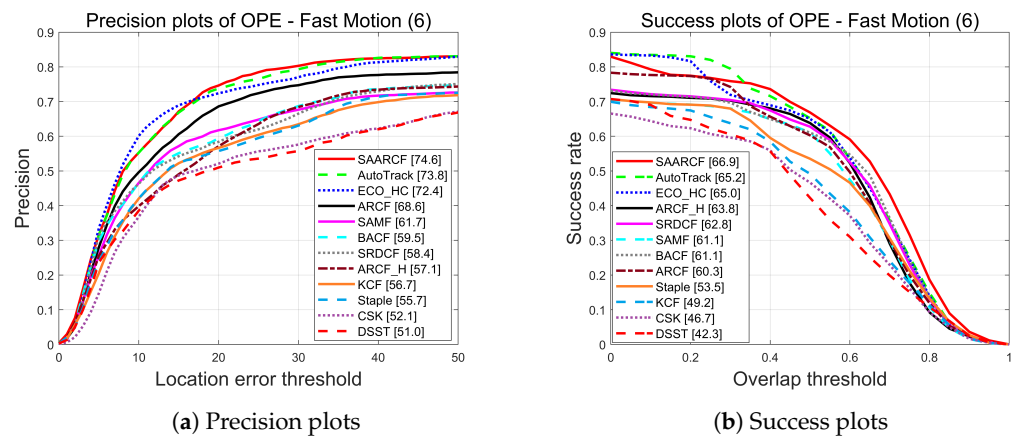 Precision plots of OPE - Fast Motion (6)
0.9
0.8
0.7
0.6
0.5
0.4
0.3
0.2
0.1
0
Precision
0 10 20 30 40 50
Location error threshold
SAARCF [74.6]
AutoTrack [73.8]
ECO_HC [72.4]
ARCF [68.6]
SAMF [61.7]
BACF [59.5]
SRDCF [58.4]
ARCF_H [57.1]
KCF [56.7]
Staple [55.7]
CSK [52.1]
DSST [51.0]
(a) Precision plots
Success plots of OPE - Fast Motion (6)
0.9
0.8
0.7
0.6
0.5
0.4
0.3
0.2
0.1
0
Success rate
0 0.2 0.4 0.6 0.8 1
Overlap threshold
SAARCF [66.9]
AutoTrack [65.2]
ECO_HC [65.0]
ARCF_H [63.8]
SRDCF [62.8]
SAMF [61.1]
BACF [61.1]
ARCF [60.3]
Staple [53.5]
KCF [49.2]
CSK [46.7]
DSST [42.3]
(b) Success plots